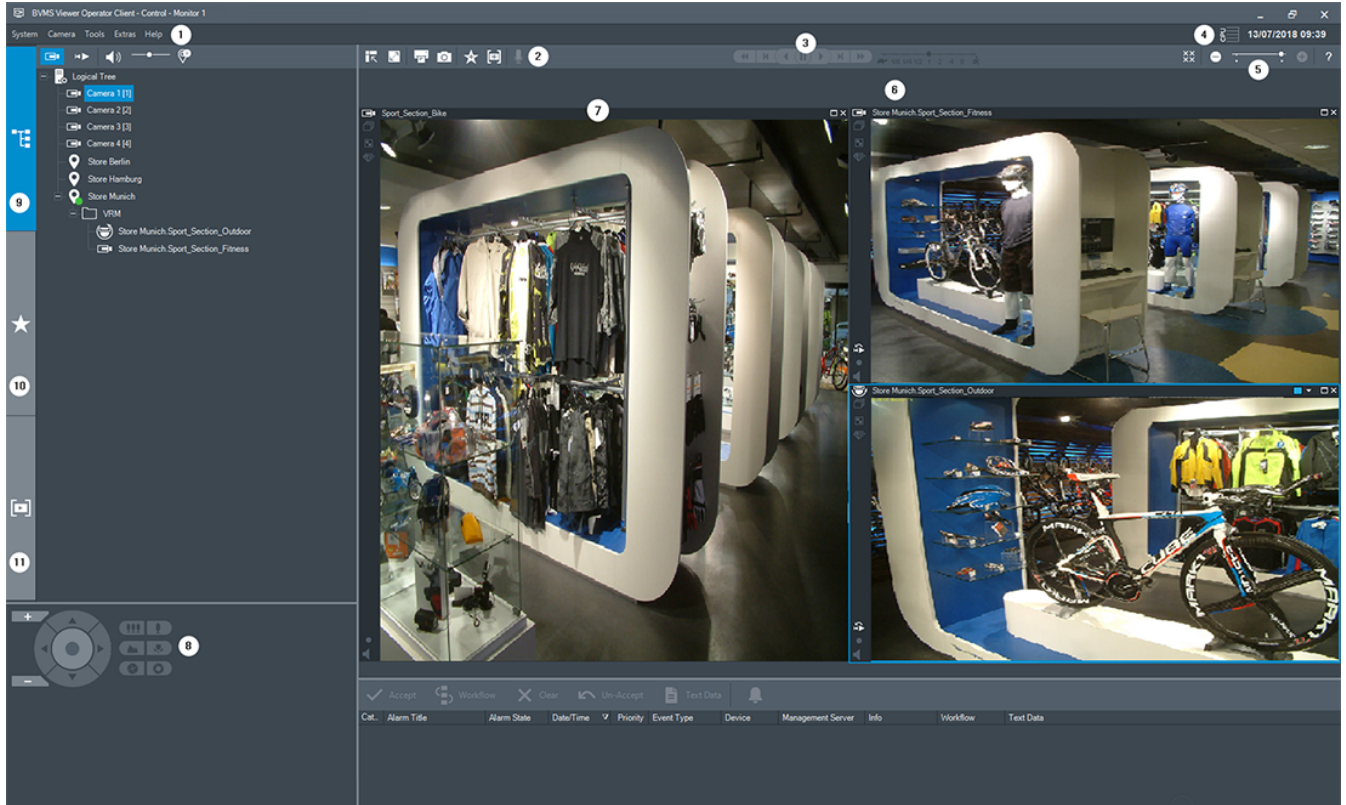 BVMS Viewer Operator Client - Control - Monitor 1
System Camera Tools Extras Help 1
4 13/07/2018 09:39
2
3
5
?
6
Logical Tree
Camera 1 [1]
Camera 2 [2]
Camera 3 [3]
Camera 4 [4]
Store Berlin
Store Hamburg
Store Munich
VRM
Store Munich.Sport_Section_Outdoor
Store Munich.Sport_Section_Fitness
9
10
11
8
Sport_Section_Bike 7
Store Munich.Sport_Section_Fitness
Store Munich.Sport_Section_Outdoor
CUBE
Accept Workflow Clear Un-Accept Text Data
Cat.. Alarm Title Alarm State Date/Time Priority Event Type Device Management Server Info Workflow Text Data